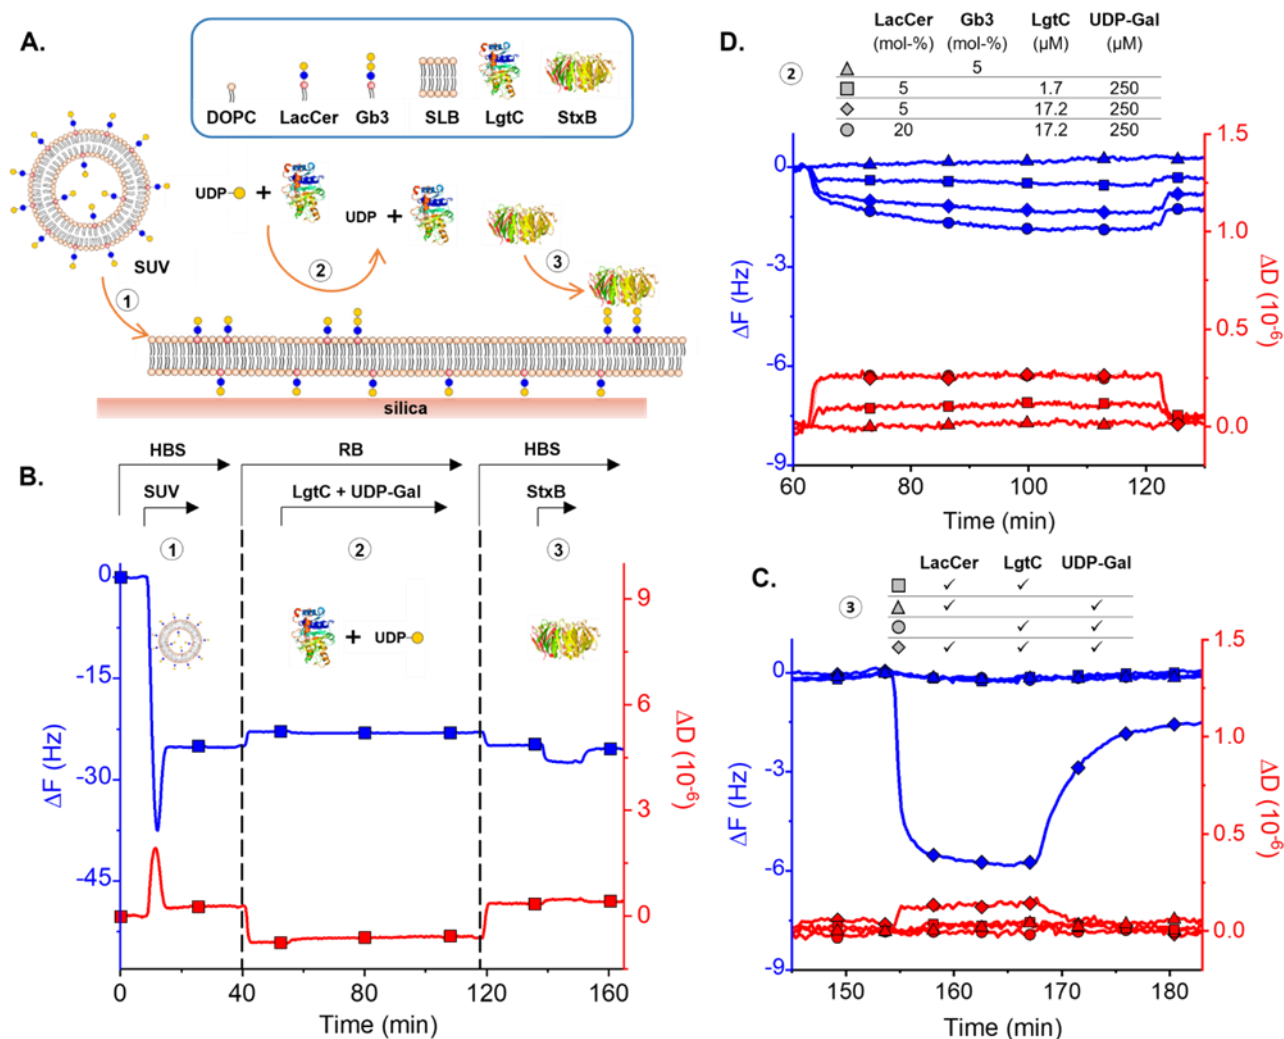 A.
DOPC LacCer Gb3 SLB LgtC StxB
UDP + UDP +
SUV
1
2
3
silica
B.
HBS RB HBS
SUV LgtC + UDP-Gal StxB
1 2 3
+ UDP
0
-15
-30
-45
ΔF (Hz)
9
6
3
0
ΔD (10⁻⁶)
0 40 80 120 160
Time (min)
D.
LacCer Gb3 LgtC UDP-Gal
(mol-%) (mol-%) (µM) (µM)
2
5
5 1.7 250
5 17.2 250
20 17.2 250
0
-3
-6
-9
ΔF (Hz)
1.5
1.0
0.5
0.0
ΔD (10⁻⁶)
60 80 100 120
Time (min)
C.
LacCer LgtC UDP-Gal
3
✓ ✓
✓ ✓
✓ ✓
✓ ✓ ✓
0
-3
-6
-9
ΔF (Hz)
1.5
1.0
0.5
0.0
ΔD (10⁻⁶)
150 160 170 180
Time (min)